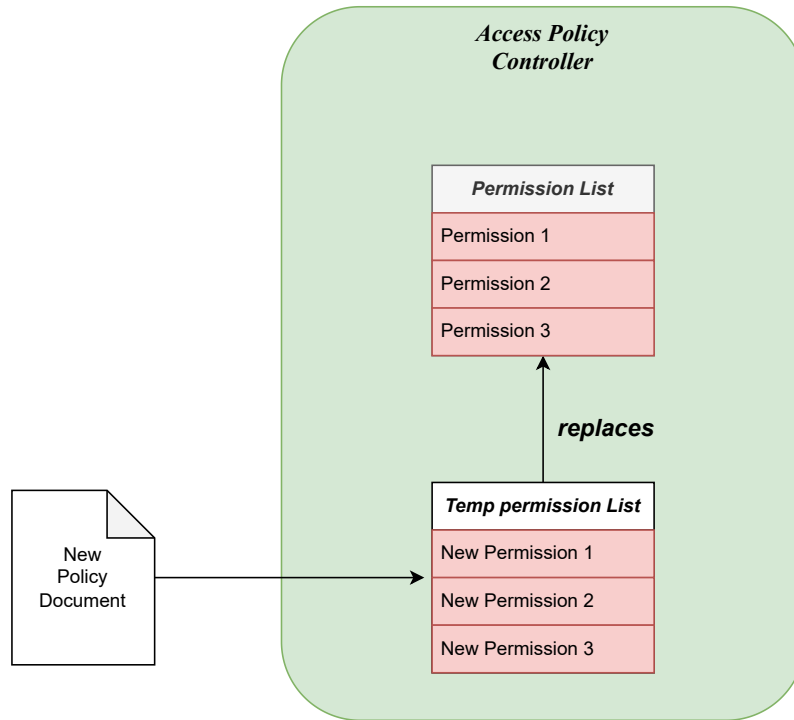 Access Policy
Controller
Permission List
Permission 1
Permission 2
Permission 3
replaces
Temp permission List
New Permission 1
New Permission 2
New Permission 3
New
Policy
Document